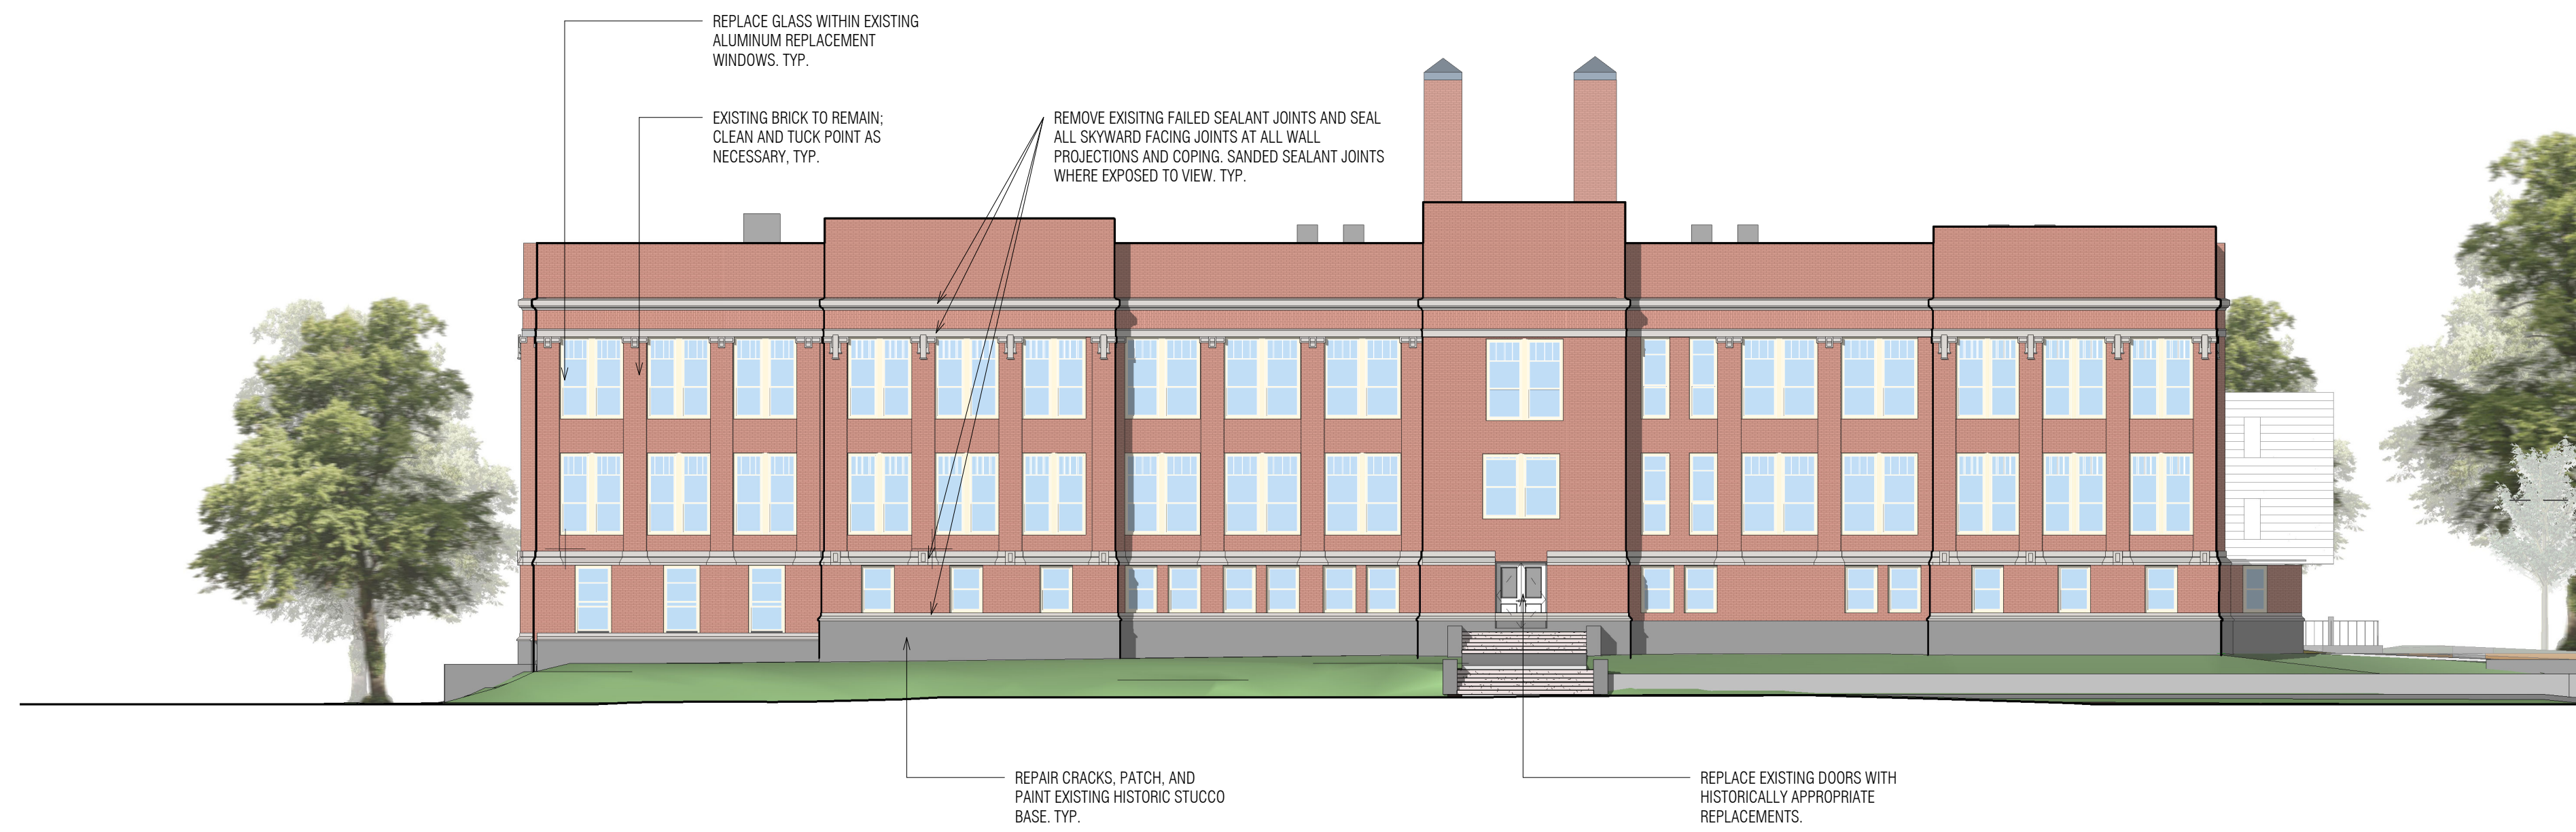 REPLACE GLASS WITHIN EXISTING
ALUMINUM REPLACEMENT
WINDOWS. TYP.
EXISTING BRICK TO REMAIN;
CLEAN AND TUCK POINT AS
NECESSARY, TYP.
REMOVE EXISITNG FAILED SEALANT JOINTS AND SEAL
ALL SKYWARD FACING JOINTS AT ALL WALL
PROJECTIONS AND COPING. SANDED SEALANT JOINTS
WHERE EXPOSED TO VIEW. TYP.
REPAIR CRACKS, PATCH, AND
PAINT EXISTING HISTORIC STUCCO
BASE. TYP.
REPLACE EXISTING DOORS WITH
HISTORICALLY APPROPRIATE
REPLACEMENTS.